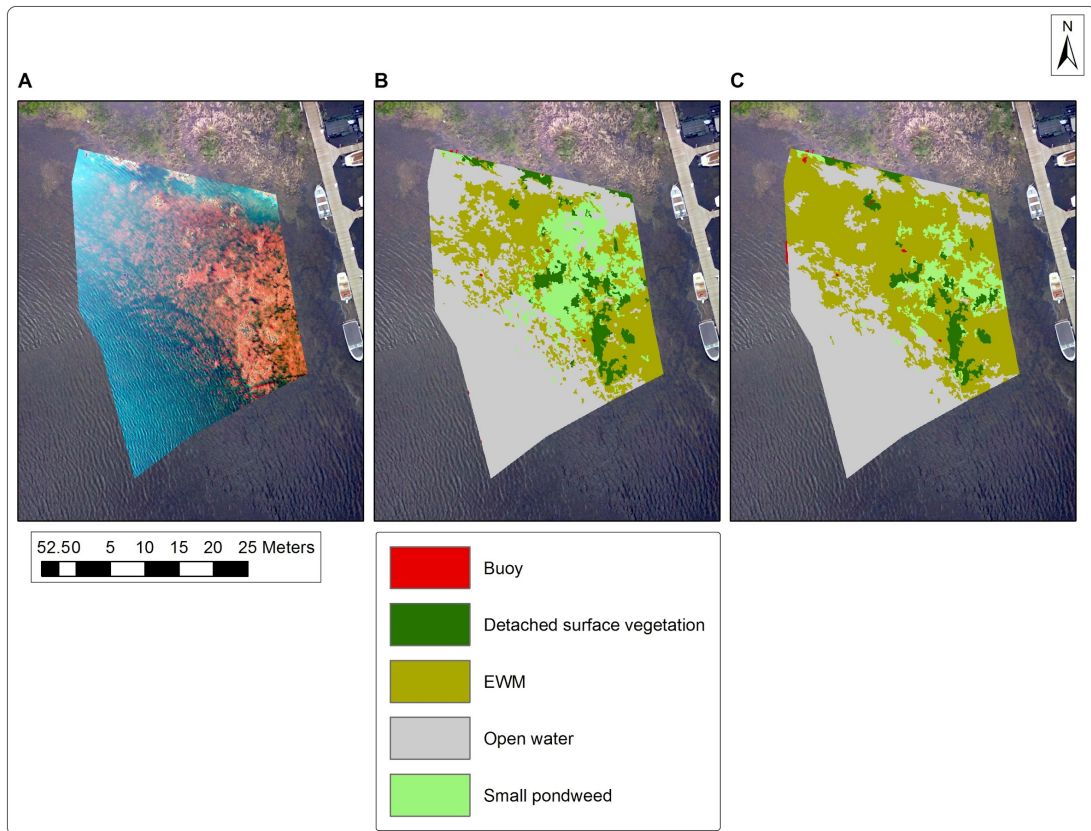 N
A
B
C
52.50 5 10 15 20 25 Meters
Buoy
Detached surface vegetation
EWM
Open water
Small pondweed